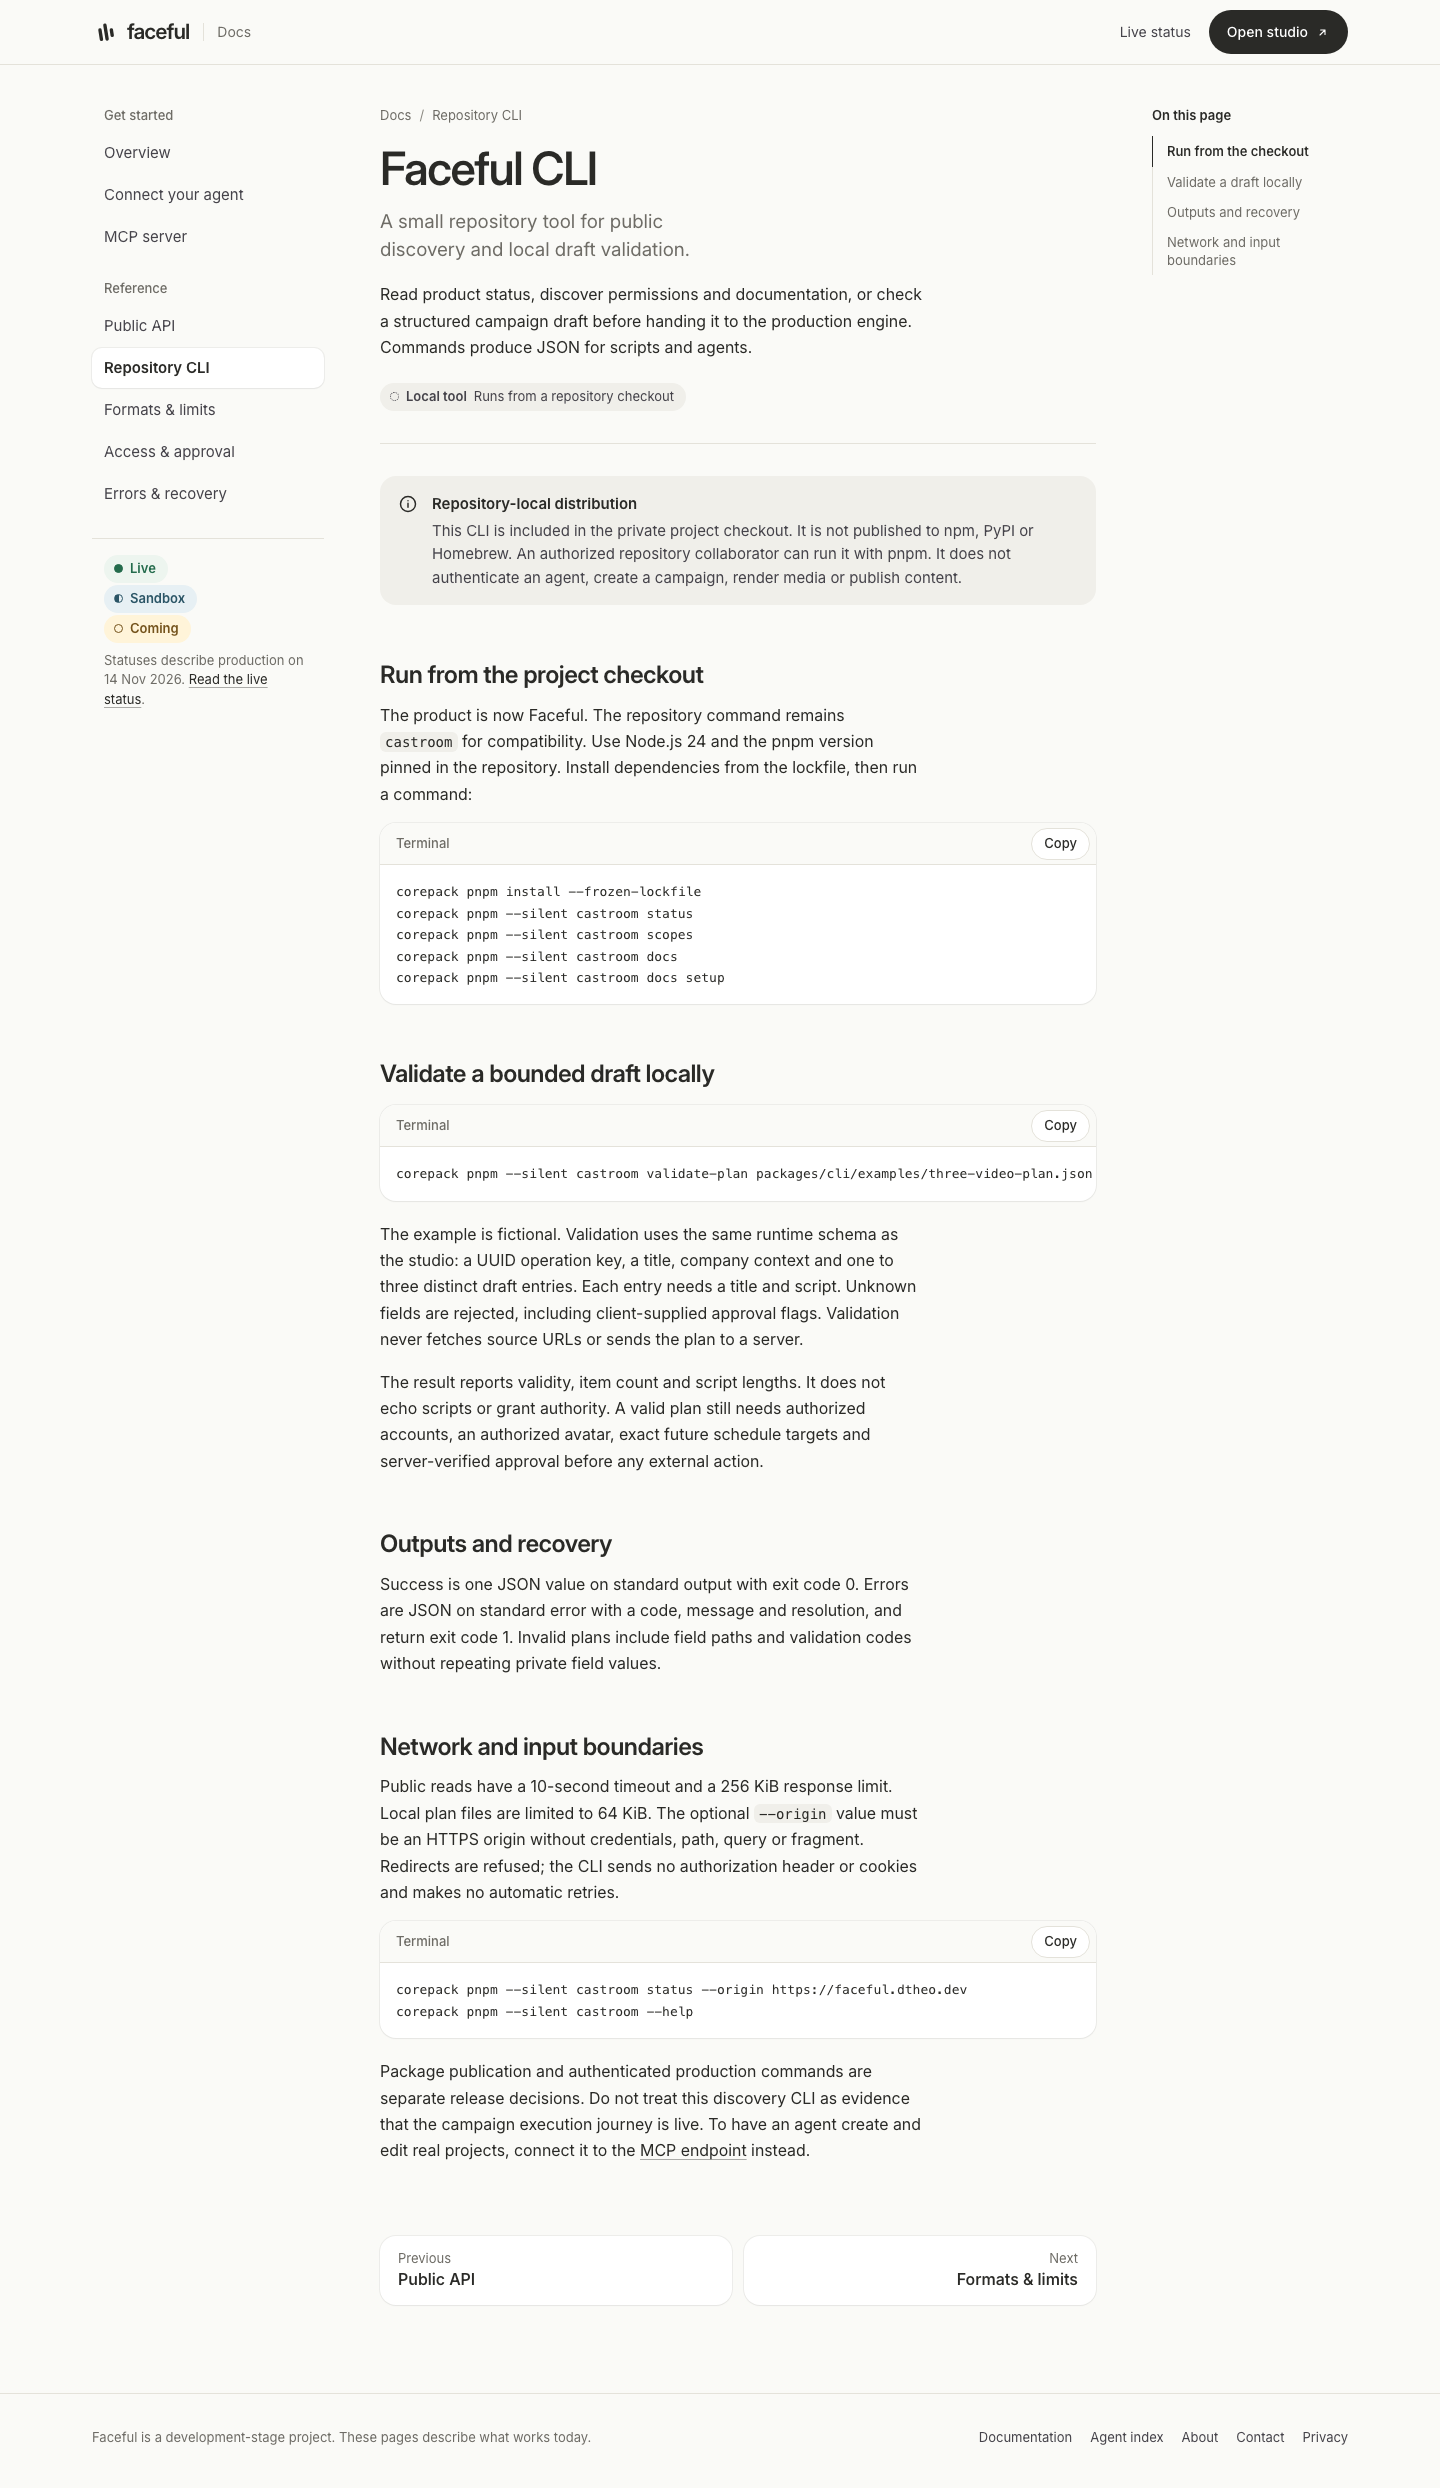 faceful
Docs
Live status
Open studio
Get started
Overview
Connect your agent
MCP server
Reference
Public API
Repository CLI
Formats & limits
Access & approval
Errors & recovery
Live
Sandbox
Coming
Statuses describe production on
14 Nov 2026. Read the live
status.
Docs / Repository CLI
Faceful CLI
A small repository tool for public
discovery and local draft validation.
Read product status, discover permissions and documentation, or check
a structured campaign draft before handing it to the production engine.
Commands produce JSON for scripts and agents.
Local tool Runs from a repository checkout
Repository-local distribution
This CLI is included in the private project checkout. It is not published to npm, PyPI or
Homebrew. An authorized repository collaborator can run it with pnpm. It does not
authenticate an agent, create a campaign, render media or publish content.
Run from the project checkout
The product is now Faceful. The repository command remains
castroom for compatibility. Use Node.js 24 and the pnpm version
pinned in the repository. Install dependencies from the lockfile, then run
a command:
Terminal
Copy
corepack pnpm install --frozen-lockfile
corepack pnpm --silent castroom status
corepack pnpm --silent castroom scopes
corepack pnpm --silent castroom docs
corepack pnpm --silent castroom docs setup
Validate a bounded draft locally
Terminal
Copy
corepack pnpm --silent castroom validate-plan packages/cli/examples/three-video-plan.json
The example is fictional. Validation uses the same runtime schema as
the studio: a UUID operation key, a title, company context and one to
three distinct draft entries. Each entry needs a title and script. Unknown
fields are rejected, including client-supplied approval flags. Validation
never fetches source URLs or sends the plan to a server.
The result reports validity, item count and script lengths. It does not
echo scripts or grant authority. A valid plan still needs authorized
accounts, an authorized avatar, exact future schedule targets and
server-verified approval before any external action.
Outputs and recovery
Success is one JSON value on standard output with exit code 0. Errors
are JSON on standard error with a code, message and resolution, and
return exit code 1. Invalid plans include field paths and validation codes
without repeating private field values.
Network and input boundaries
Public reads have a 10-second timeout and a 256 KiB response limit.
Local plan files are limited to 64 KiB. The optional --origin value must
be an HTTPS origin without credentials, path, query or fragment.
Redirects are refused; the CLI sends no authorization header or cookies
and makes no automatic retries.
Terminal
Copy
corepack pnpm --silent castroom status --origin https://faceful.dtheo.dev
corepack pnpm --silent castroom --help
Package publication and authenticated production commands are
separate release decisions. Do not treat this discovery CLI as evidence
that the campaign execution journey is live. To have an agent create and
edit real projects, connect it to the MCP endpoint instead.
Previous
Public API
Next
Formats & limits
On this page
Run from the checkout
Validate a draft locally
Outputs and recovery
Network and input
boundaries
Faceful is a development-stage project. These pages describe what works today.
Documentation
Agent index
About
Contact
Privacy